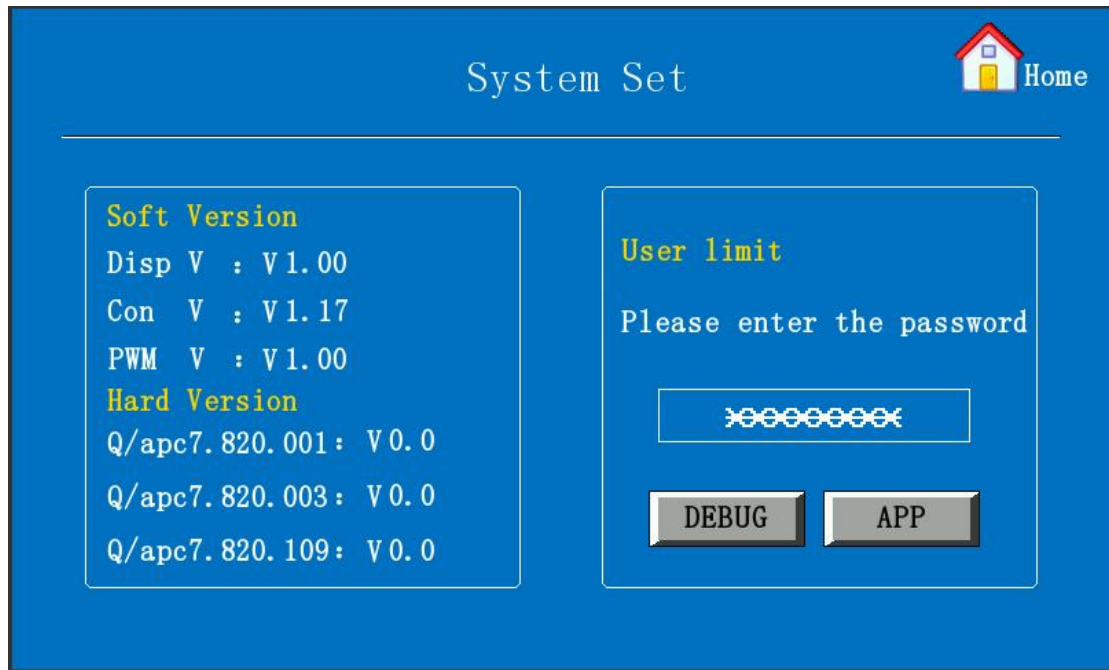 System Set
Home
Soft Version
Disp V : V1.00
Con V : V1.17
PWM V : V1.00
Hard Version
Q/apc7.820.001: V0.0
Q/apc7.820.003: V0.0
Q/apc7.820.109: V0.0
User limit
Please enter the password
DEBUG
APP